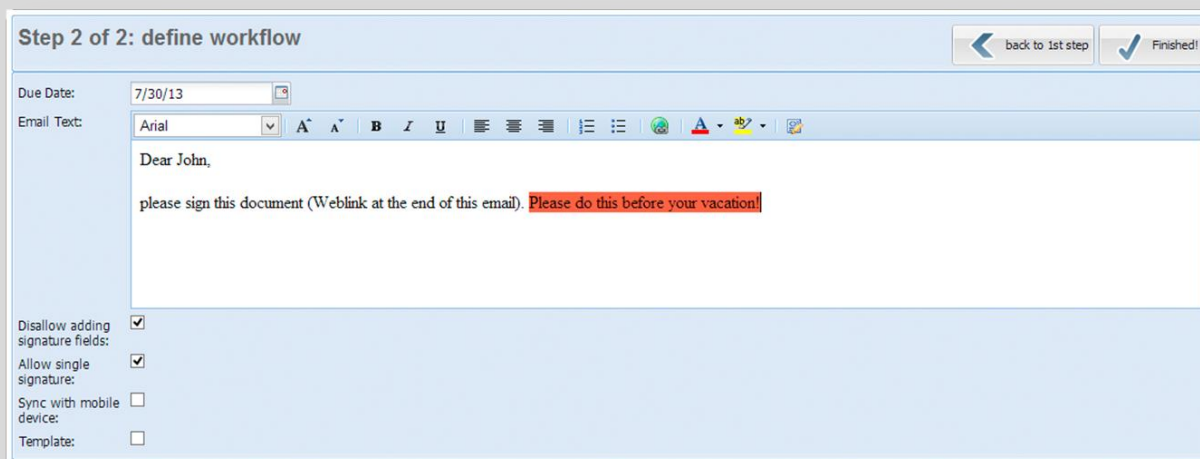 Step 2 of 2: define workflow
back to 1st step
Finished!
Due Date:
7/30/13
Email Text:
Arial
A A B I U A ab
Dear John,
please sign this document (Weblink at the end of this email). Please do this before your vacation!
Disallow adding
signature fields:
Allow single
signature:
Sync with mobile
device:
Template: